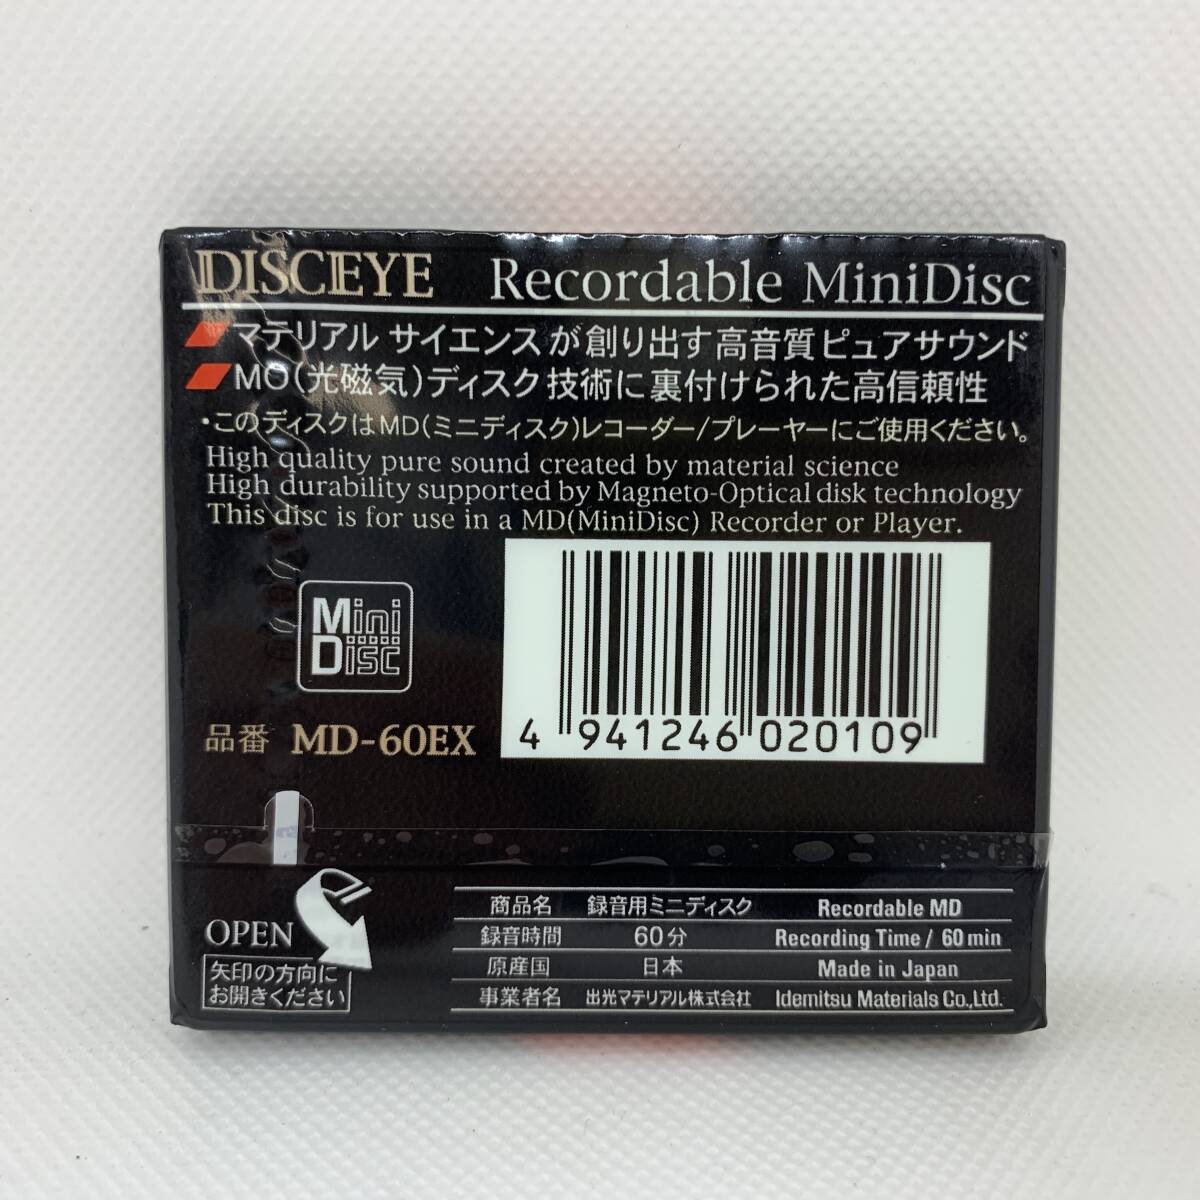 DISCEYE Recordable MiniDisc
マテリアル サイエンスが創り出す高音質ピュアサウンド
MO(光磁気)ディスク技術に裏付けられた高信頼性
・このディスクはMD(ミニディスク)レコーダー/プレーヤーにご使用ください。
High quality pure sound created by material science
High durability supported by Magneto-Optical disk technology
This disc is for use in a MD(MiniDisc) Recorder or Player.
Mini
Disc
品番 MD-60EX
4 941246 020109
OPEN
矢印の方向に
お開きください
商品名 録音用ミニディスク Recordable MD
録音時間 60分 Recording Time / 60 min
原産国 日本 Made in Japan
事業者名 出光マテリアル株式会社 Idemitsu Materials Co.,Ltd.